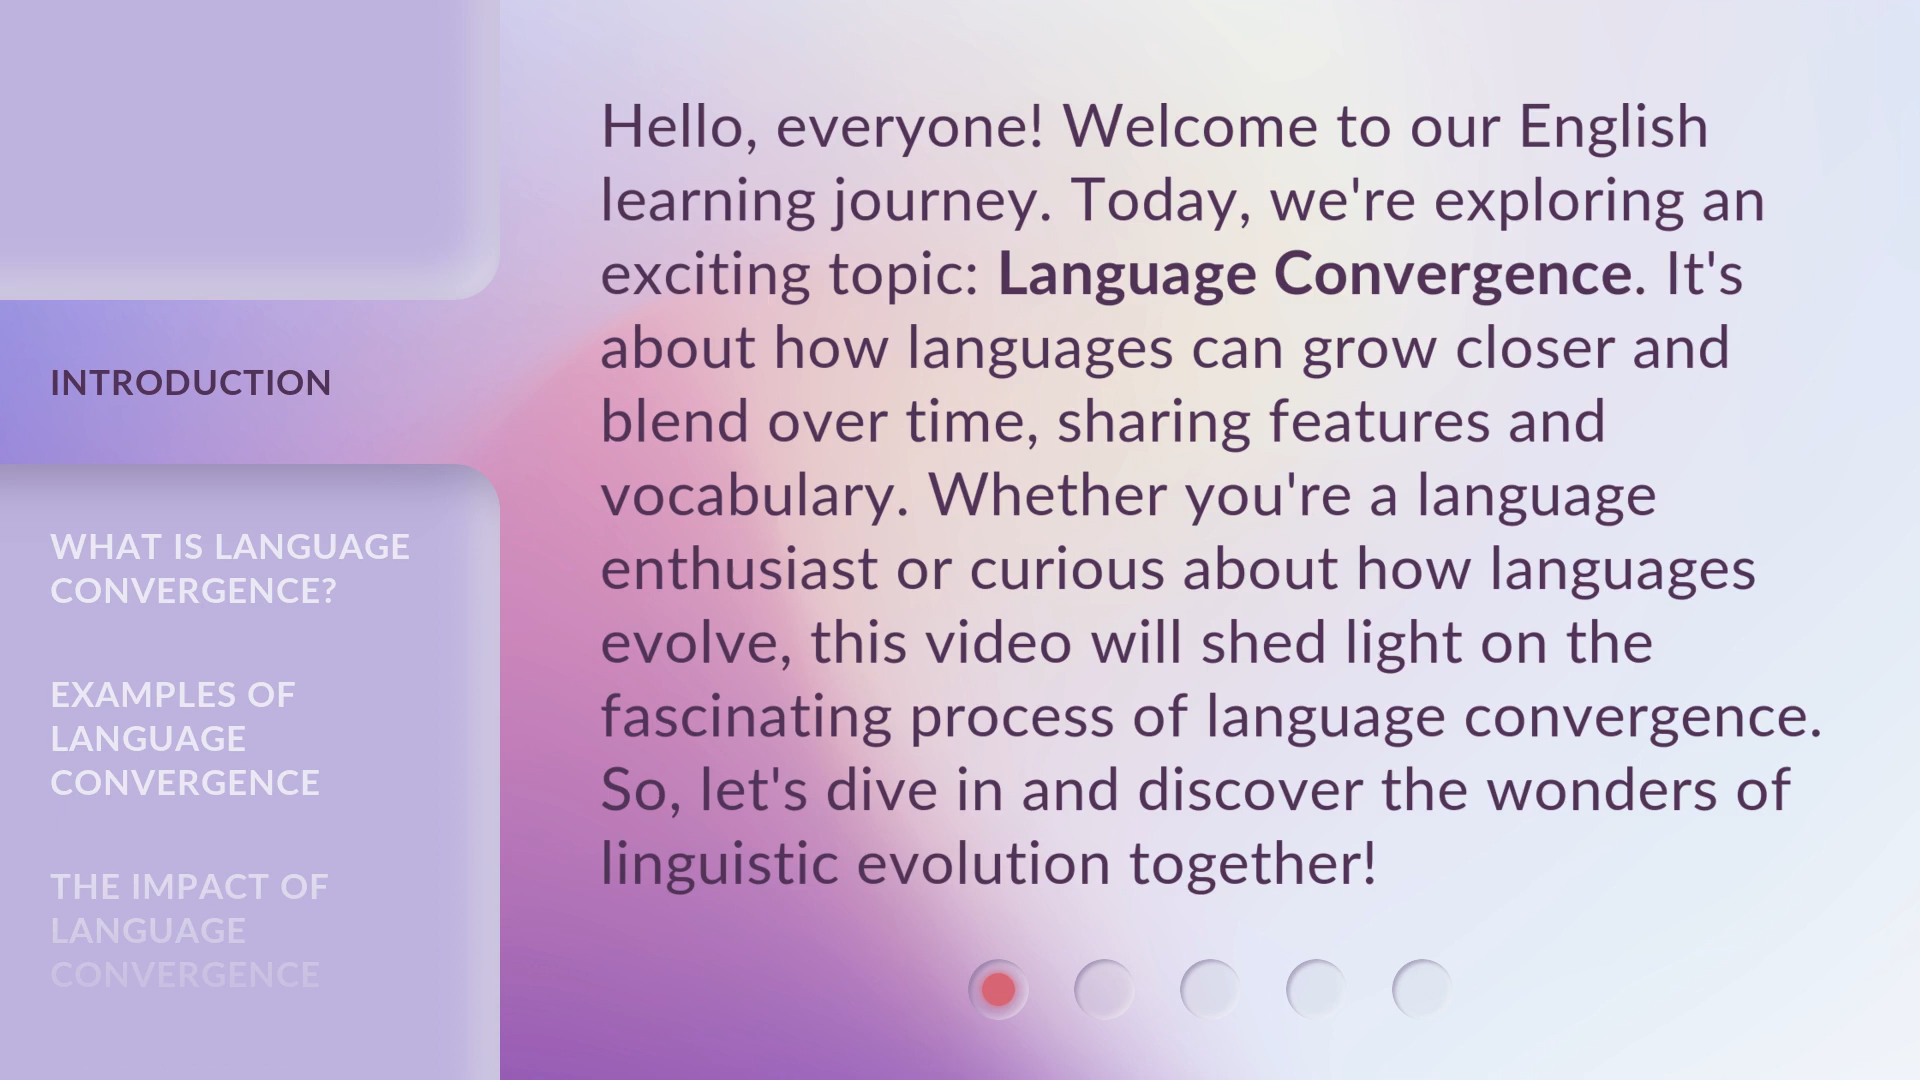 INTRODUCTION
WHAT IS LANGUAGE
CONVERGENCE?
EXAMPLES OF
LANGUAGE
CONVERGENCE
THE IMPACT OF
LANGUAGE
CONVERGENCE
Hello, everyone! Welcome to our English
learning journey. Today, we're exploring an
exciting topic: Language Convergence. It's
about how languages can grow closer and
blend over time, sharing features and
vocabulary. Whether you're a language
enthusiast or curious about how languages
evolve, this video will shed light on the
fascinating process of language convergence.
So, let's dive in and discover the wonders of
linguistic evolution together!